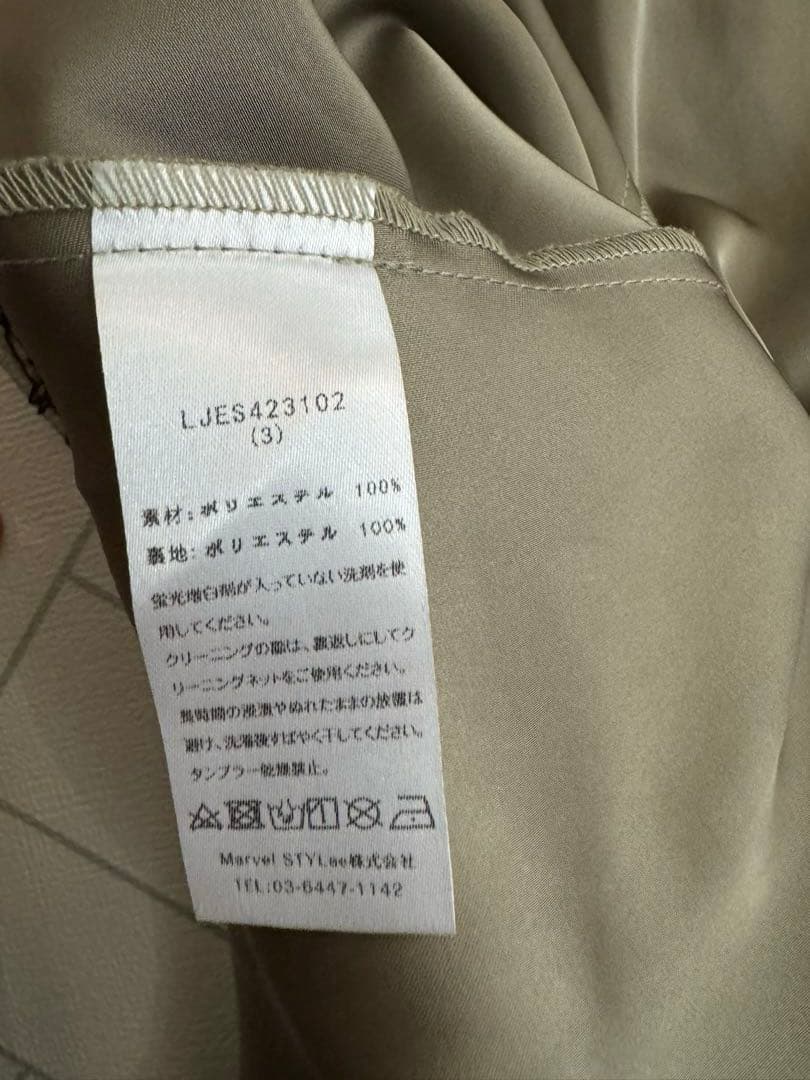 LJES423102
(3)
素材:ポリエステル 100%
裏地:ポリエステル 100%
蛍光増白剤が入っていない洗剤を使
用してください。
クリーニングの際は、裏返しにしてク
リーニングネットをご使用ください。
長時間の浸漬やぬれたままの放置は
避け、洗濯後すばやく干してください。
タンブラー乾燥禁止。
Marvel STYLee株式会社
TEL:03-6447-1142